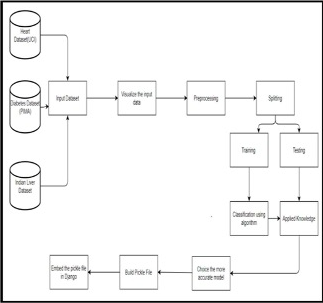 Heart
Dataset(UCI)
Diabetes Dataset
(PIMA)
Indian Liver
Dataset
Input Dataset
Visualize the input
data
Preprocessing
Splitting
Training
Testing
Classification using
algorithm
Applied Knowledge
Choice the more
accurate model
Build Pickle File
Embed the pickle file
in Django